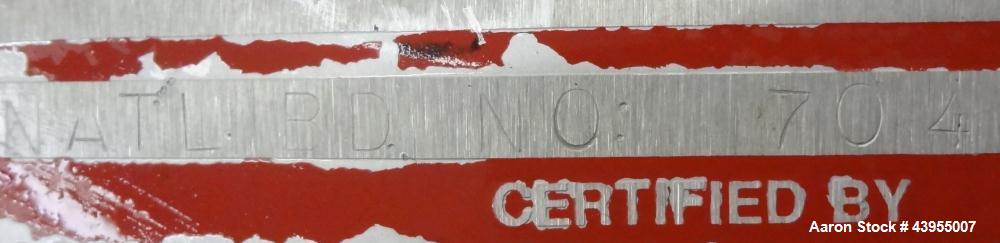 NATL. BD. NO: 704
CERTIFIED BY
Aaron Stock # 43955007